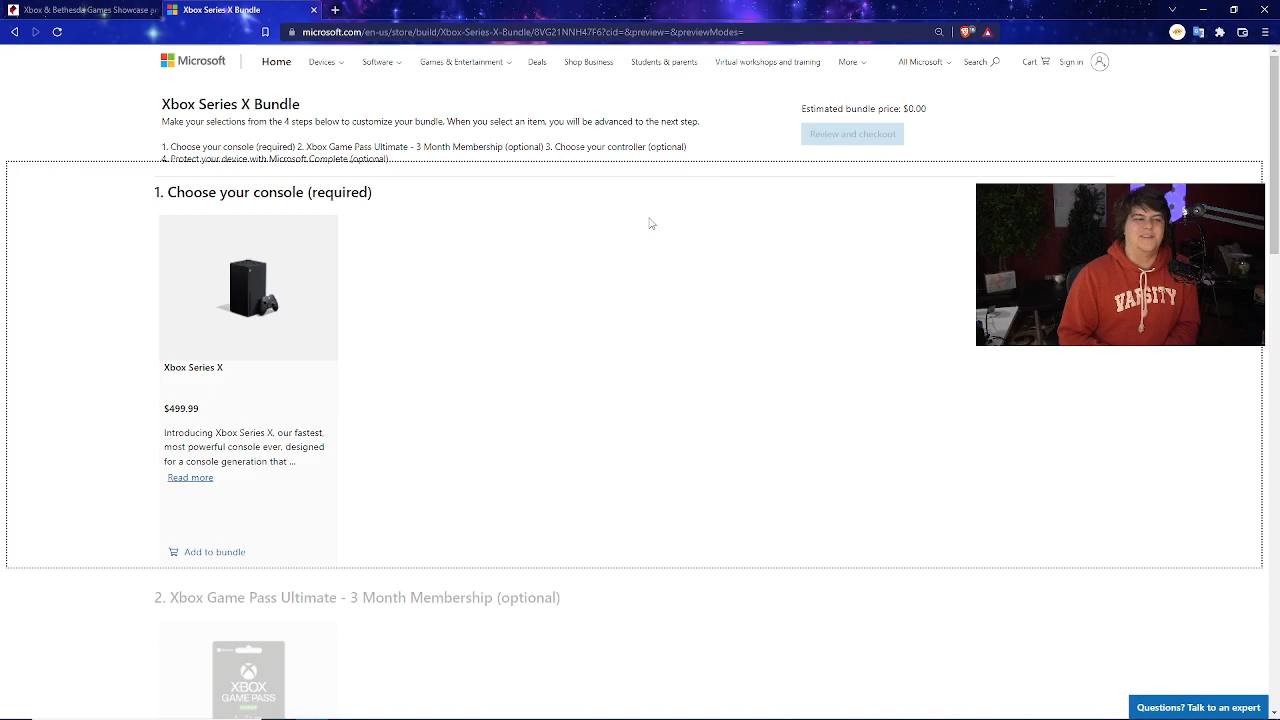 Xbox & Bethesda Games Showcase pr
Xbox Series X Bundle
microsoft.com/en-us/store/build/Xbox-Series-X-Bundle/8VG21NNH47F6?cid=&preview=&previewModes=
Microsoft
Home Devices Software Games & Entertainment Deals Shop Business Students & parents Virtual workshops and training More All Microsoft Search Cart Sign in
Xbox Series X Bundle
Estimated bundle price: $0.00
Make your selections from the 4 steps below to customize your bundle. When you select an item, you will be advanced to the next step.
Review and checkout
1. Choose your console (required) 2. Xbox Game Pass Ultimate - 3 Month Membership (optional) 3. Choose your controller (optional)
4. Protect your device with Microsoft Complete (optional)
1. Choose your console (required)
VARSITY
Xbox Series X
$499.99
Introducing Xbox Series X, our fastest,
most powerful console ever, designed
for a console generation that ...
Read more
Add to bundle
2. Xbox Game Pass Ultimate - 3 Month Membership (optional)
XBOX
GAME PASS
Questions? Talk to an expert